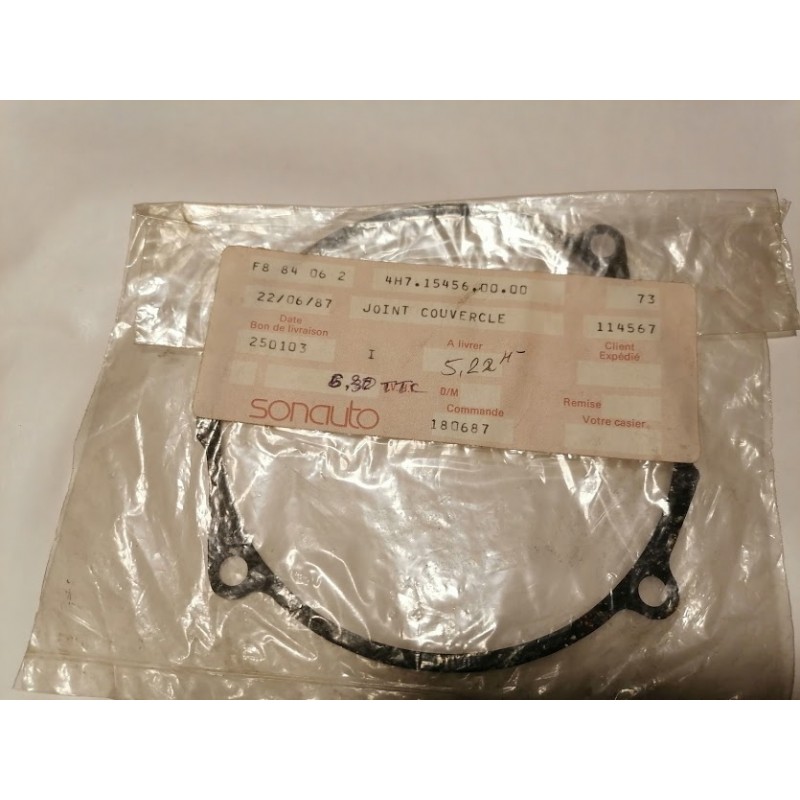 F8 84 06 2 4H7.15456.00.00 73
22/06/87 JOINT COUVERCLE 114567
Date A livrer Client
Bon de livraison Expédié
250103 I 5,22 H-
6,30 TTC D/M Remise
sonauto Commande Votre casier
180687